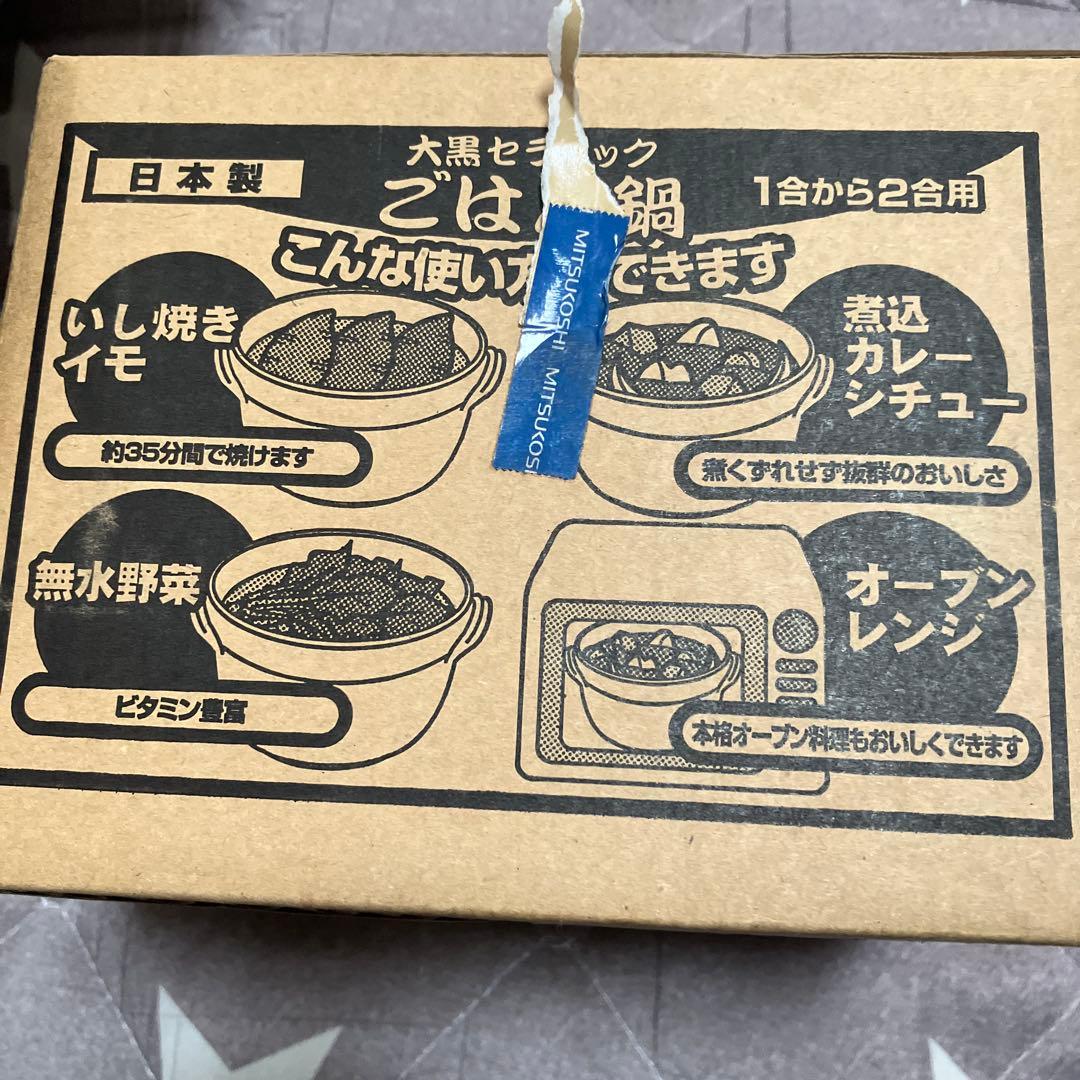 日本製
大黒セラ ック
ごは 鍋
1合から2合用
こんな使い できます
いし焼き
イモ
約35分間で焼けます
煮込
カレー
シチュー
煮くずれせず抜群のおいしさ
MITSUKOSHI MITSUKOSI
無水野菜
ビタミン豊富
オーブン
レンジ
本格オーブン料理もおいしくできます